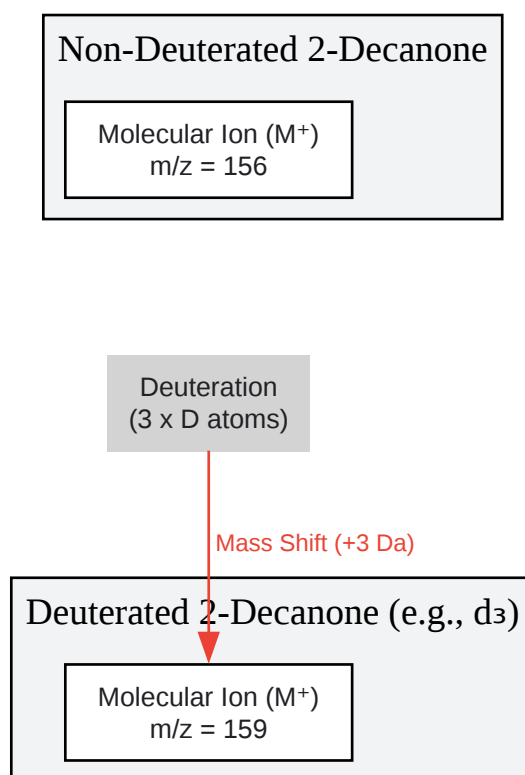 Non-Deuterated 2-Decanone
Molecular Ion (M⁺)
m/z = 156
Deuteration
(3 x D atoms)
Mass Shift (+3 Da)
Deuterated 2-Decanone (e.g., d₃)
Molecular Ion (M⁺)
m/z = 159